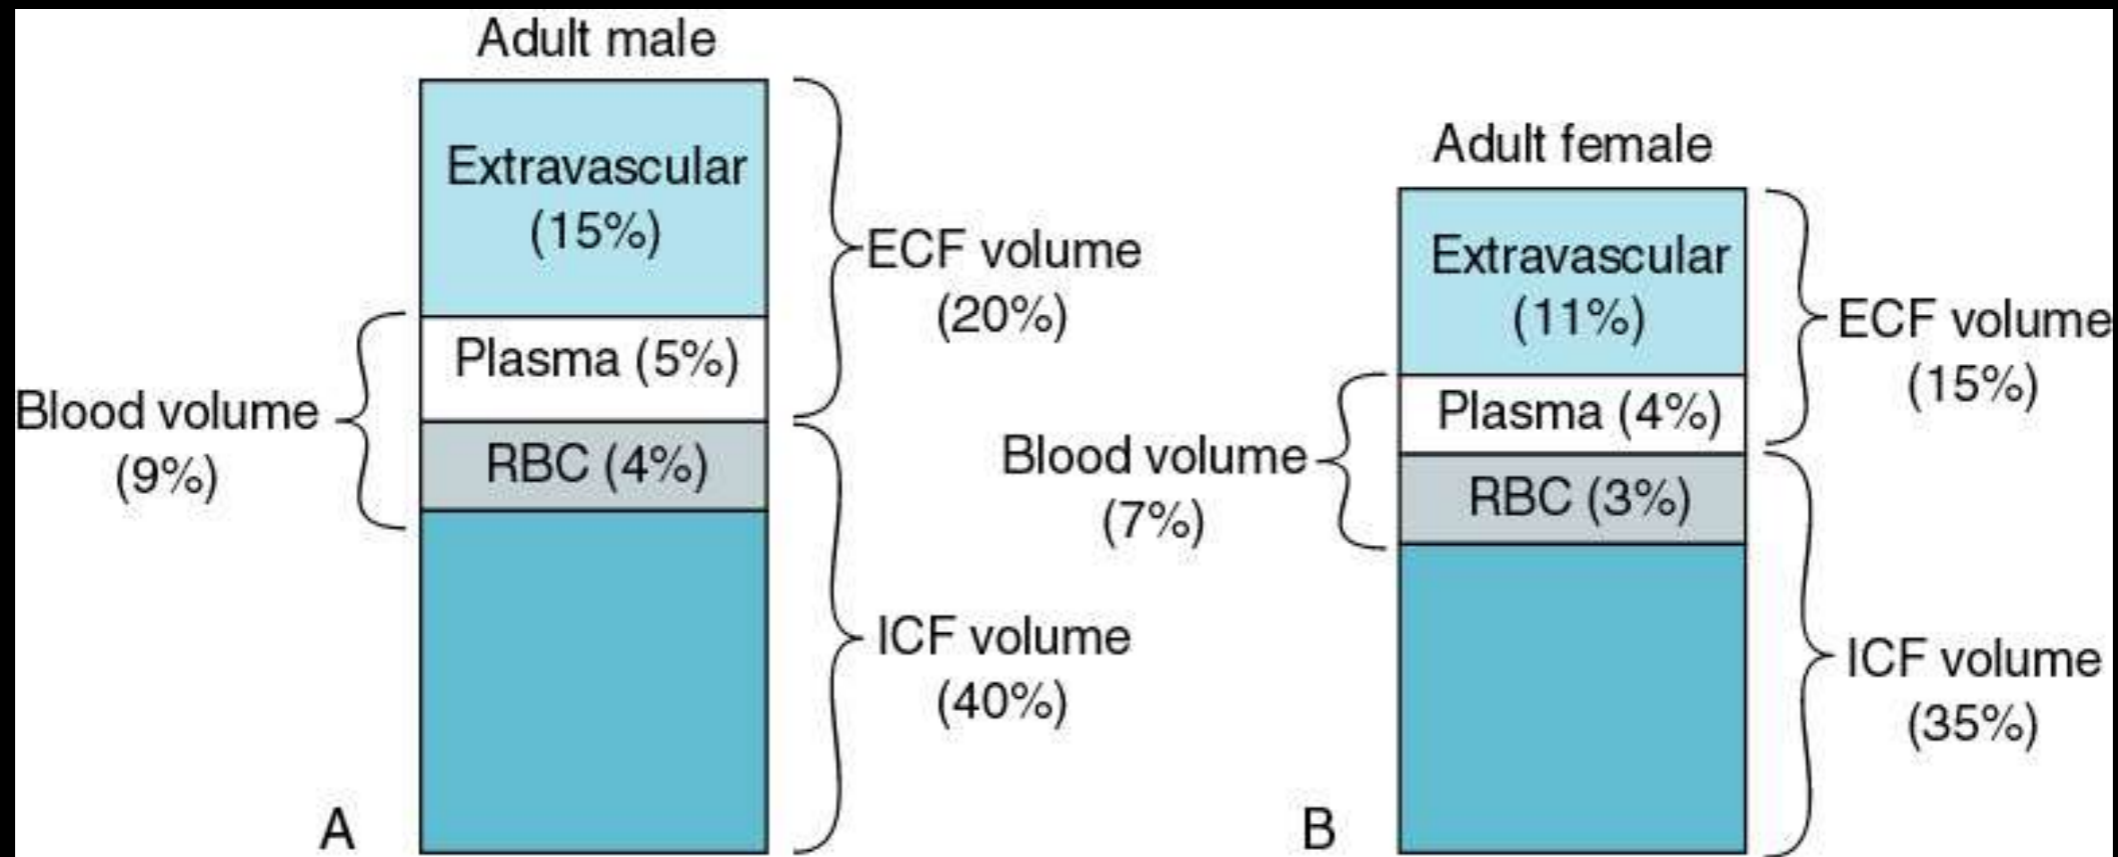 Adult male
Extravascular
(15%)
Plasma (5%)
RBC (4%)
Blood volume
(9%)
ECF volume
(20%)
ICF volume
(40%)
A
Adult female
Extravascular
(11%)
Plasma (4%)
RBC (3%)
Blood volume
(7%)
ECF volume
(15%)
ICF volume
(35%)
B